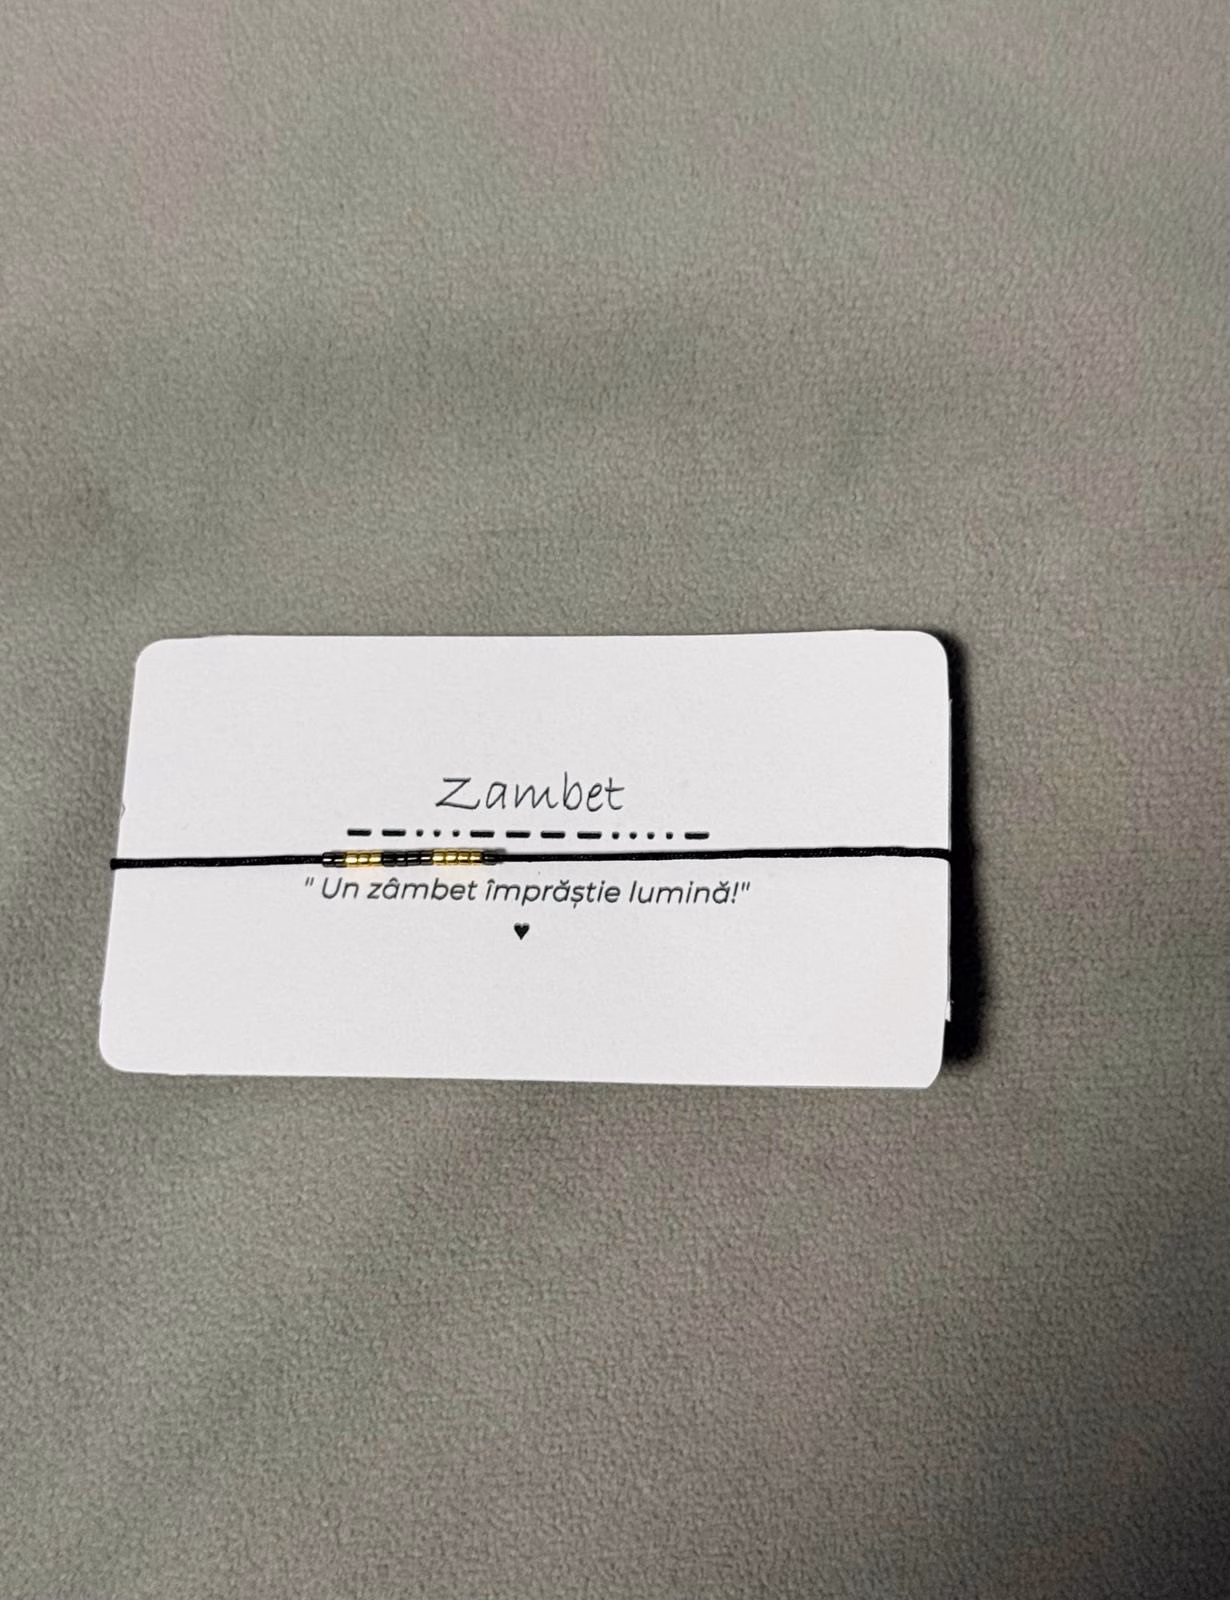 Zambet
— — . . . — — — — . . . . —
" Un zâmbet împrăștie lumină!"
♥